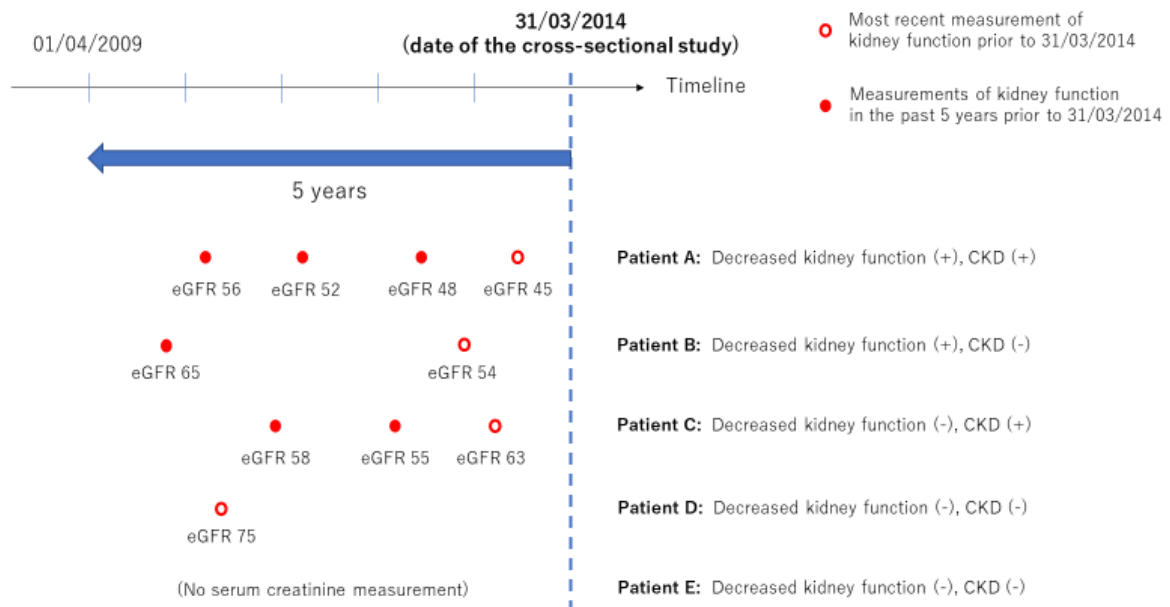 31/03/2014
(date of the cross-sectional study)
01/04/2009
Timeline
Most recent measurement of
kidney function prior to 31/03/2014
Measurements of kidney function
in the past 5 years prior to 31/03/2014
5 years
Patient A: Decreased kidney function (+), CKD (+)
eGFR 56
eGFR 52
eGFR 48
eGFR 45
Patient B: Decreased kidney function (+), CKD (-)
eGFR 65
eGFR 54
Patient C: Decreased kidney function (-), CKD (+)
eGFR 58
eGFR 55
eGFR 63
Patient D: Decreased kidney function (-), CKD (-)
eGFR 75
(No serum creatinine measurement)
Patient E: Decreased kidney function (-), CKD (-)